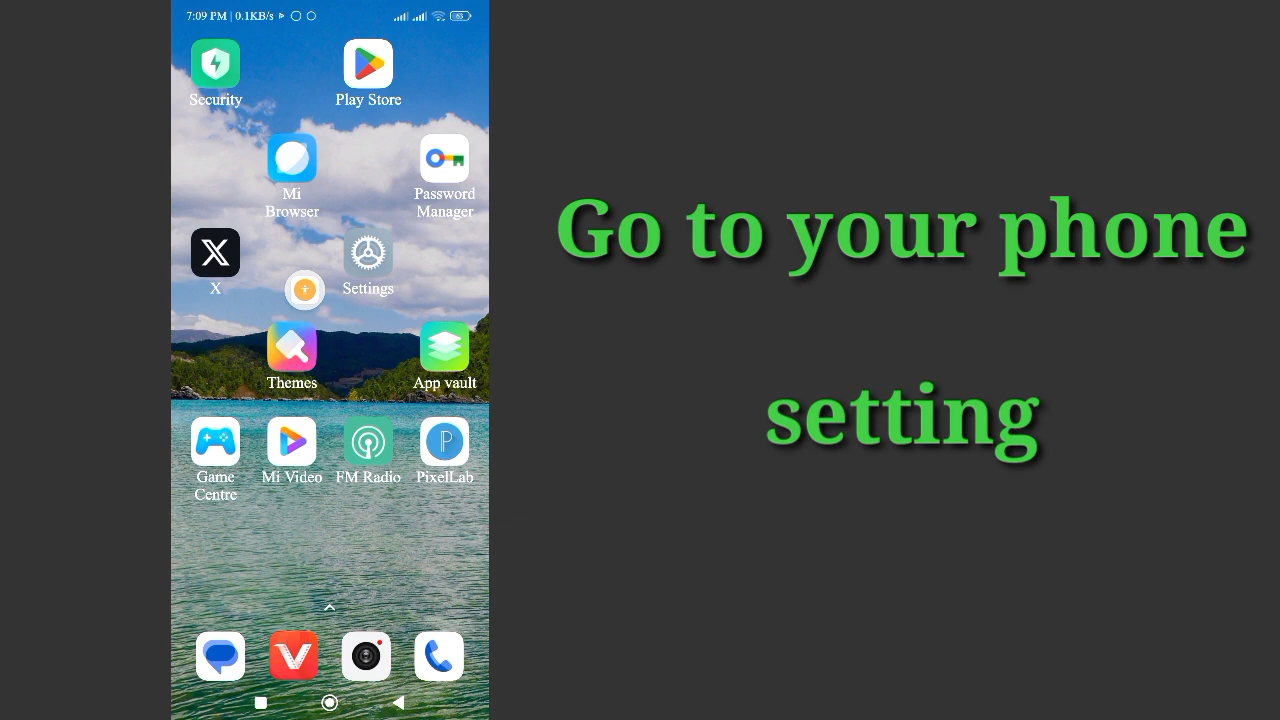 7:09 PM | 0.1KB/s
63
Security
Play Store
Mi
Browser
Password
Manager
X
Settings
Themes
App vault
Game
Centre
Mi Video
FM Radio
PixelLab
Go to your phone
setting